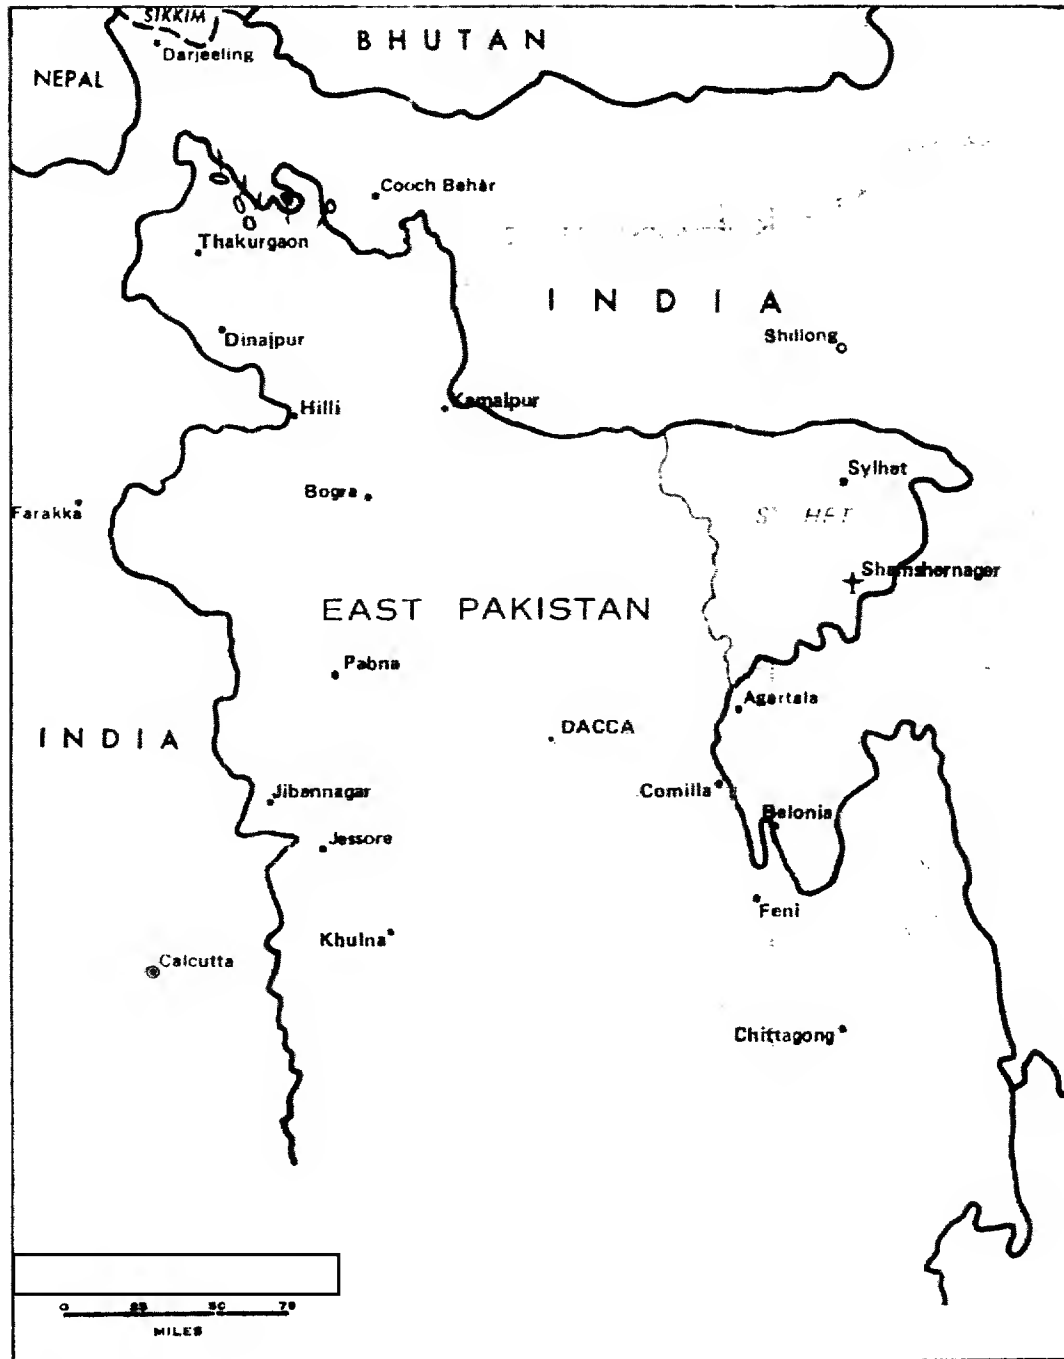 SIKKIM
BHUTAN
Darjeeling
NEPAL
Cooch Behar
Thakurgaon
INDIA
Shillong
Dinajpur
Hilli
Kamalpur
Sylhet
Bogra
Farakka
Shamshernagar
EAST PAKISTAN
Pabna
Agartala
DACCA
INDIA
Jibannagar
Comilla
Belonia
Jessore
Feni
Khulna
Calcutta
Chittagong
0 25 50 75
MILES